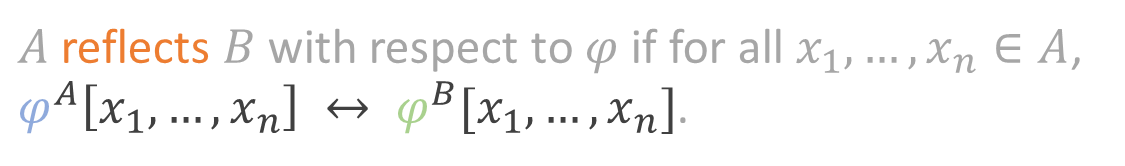 A reflects B with respect to φ if for all x₁, …, xₙ ∈ A,
φᴬ[x₁, …, xₙ] ↔ φᴮ[x₁, …, xₙ].